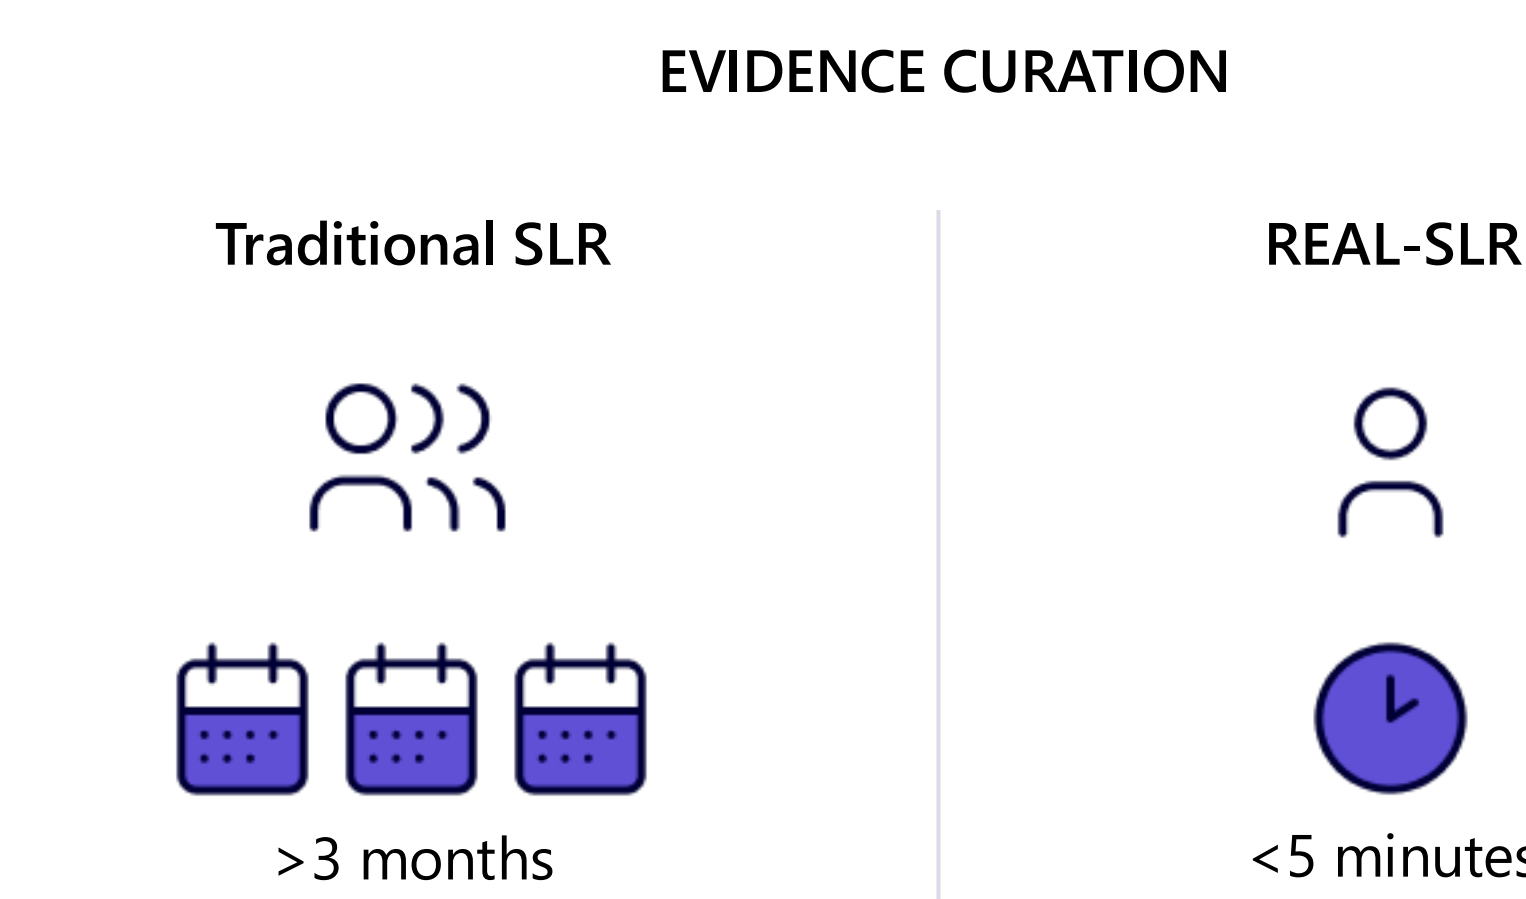 EVIDENCE CURATION
Traditional SLR
REAL-SLR
>3 months
<5 minutes